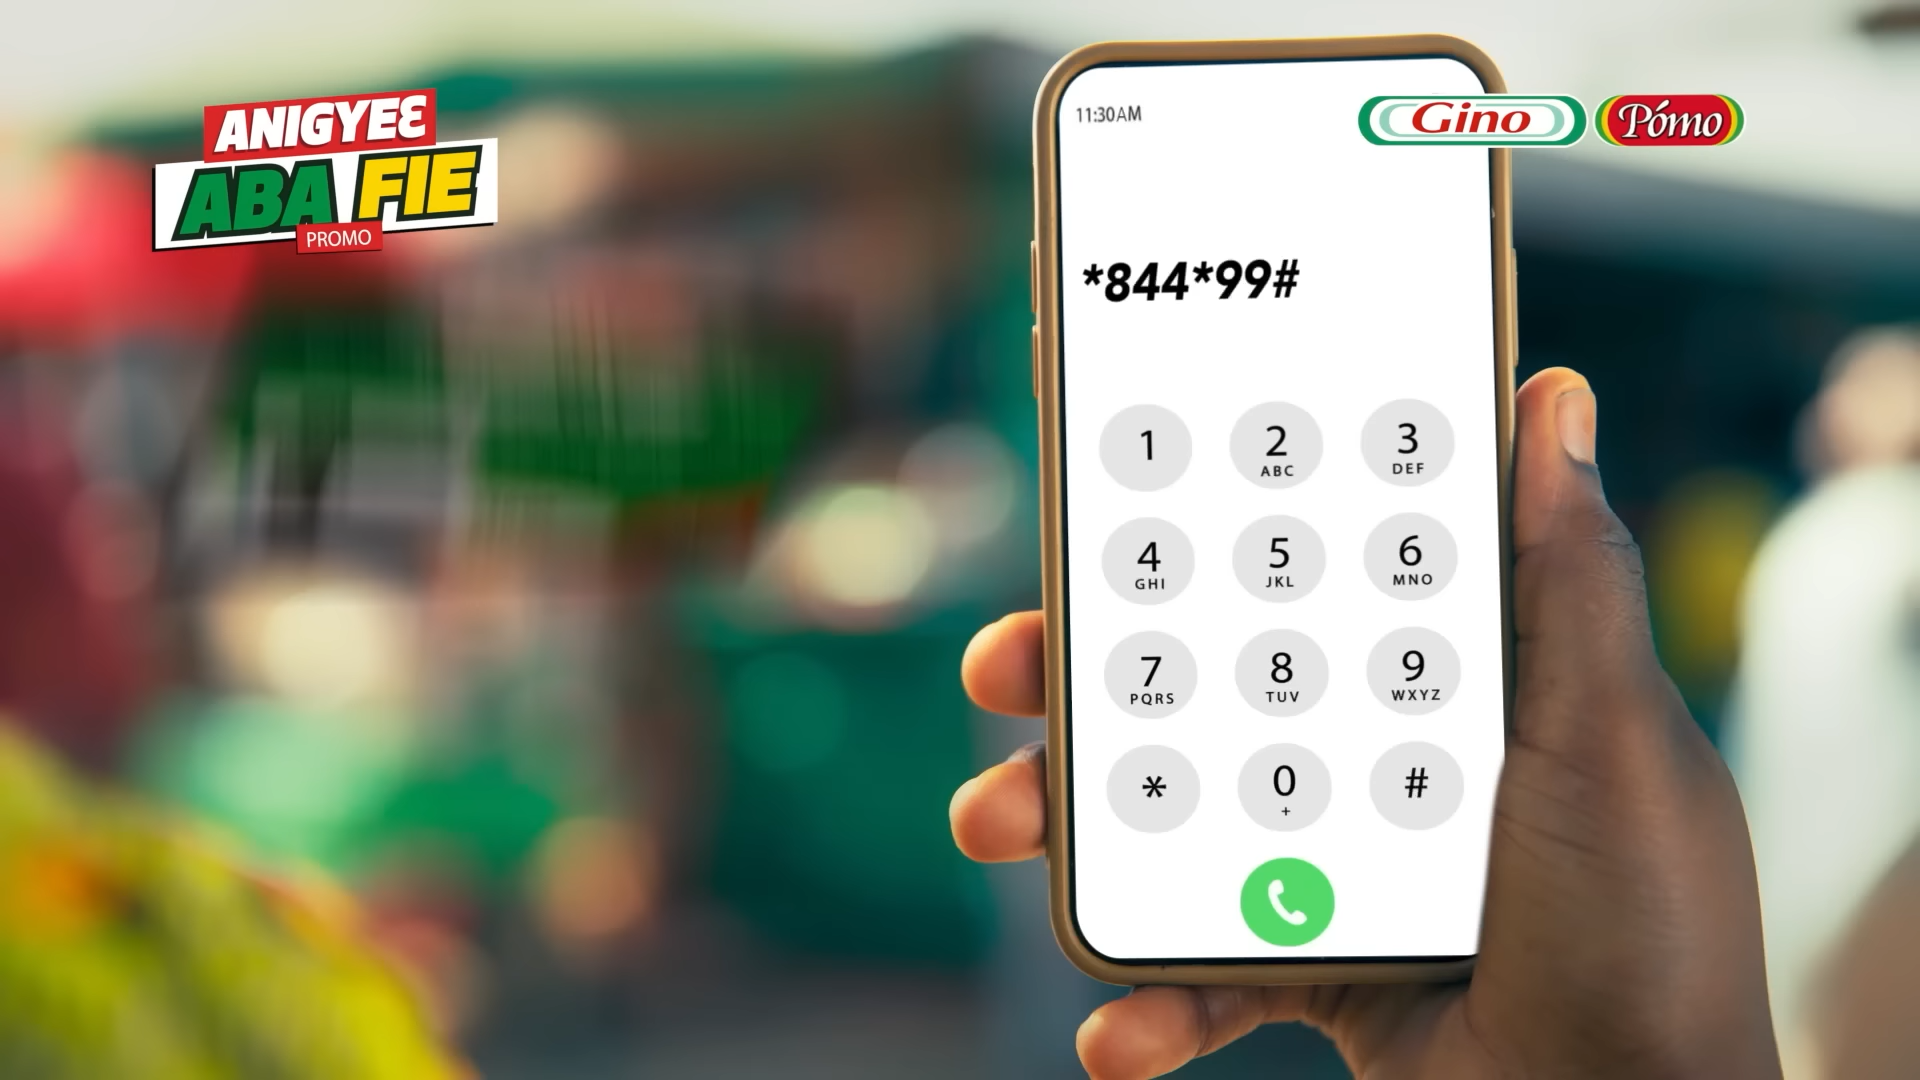 ANIGYEƐ
ABA FIE
PROMO
11:30AM
Gino
Pómo
*844*99#
1
2
ABC
3
DEF
4
GHI
5
JKL
6
MNO
7
PQRS
8
TUV
9
WXYZ
*
0
+
#